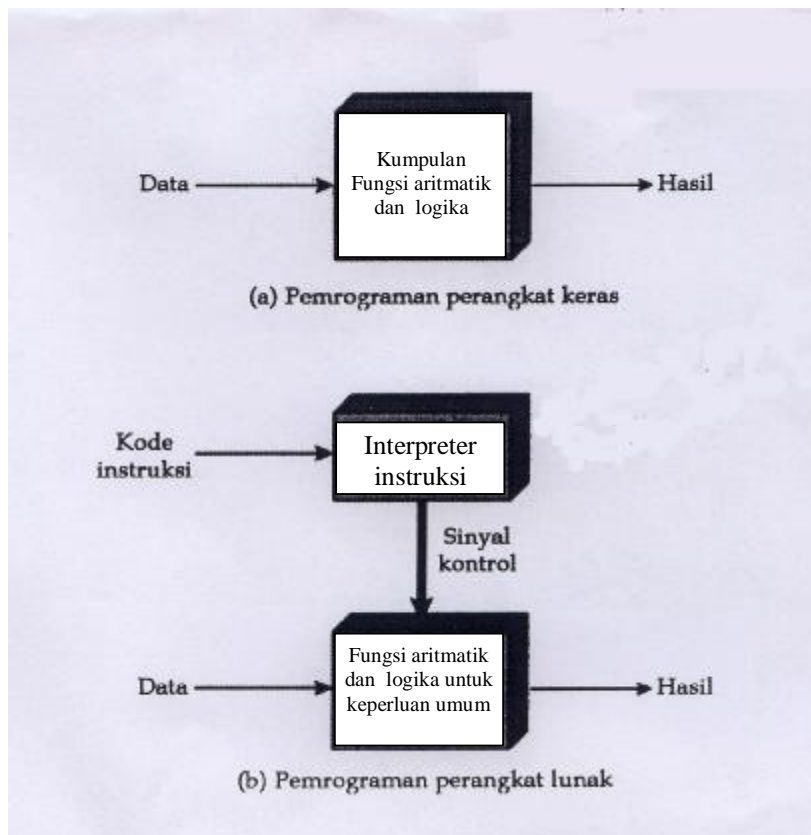 Data
Kumpulan
Fungsi aritmatik
dan logika
Hasil
(a) Pemrograman perangkat keras
Kode
instruksi
Interpreter
instruksi
Sinyal
kontrol
Data
Fungsi aritmatik
dan logika untuk
keperluan umum
Hasil
(b) Pemrograman perangkat lunak